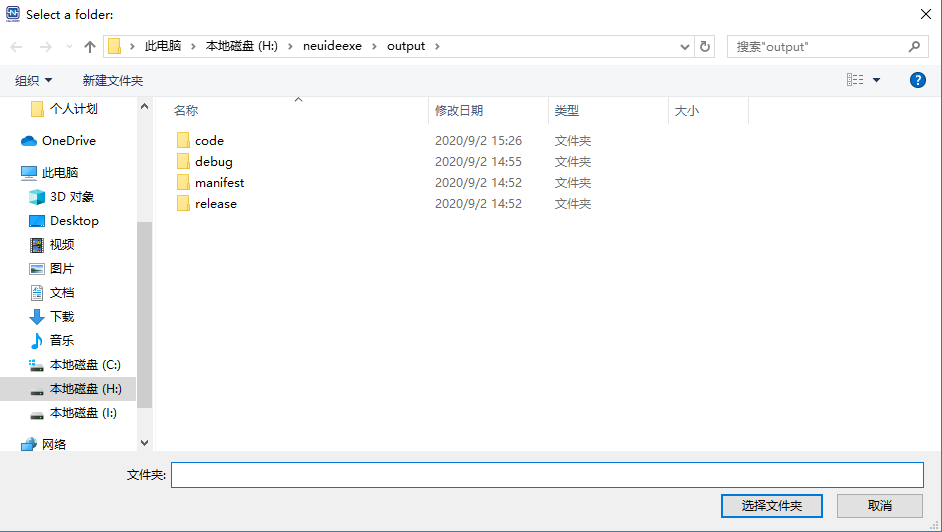 Select a folder:
此电脑 > 本地磁盘 (H:) > neuideexe > output >
搜索"output"
组织 新建文件夹
名称 修改日期 类型 大小
code 2020/9/2 15:26 文件夹
debug 2020/9/2 14:55 文件夹
manifest 2020/9/2 14:52 文件夹
release 2020/9/2 14:52 文件夹
个人计划
OneDrive
此电脑
3D 对象
Desktop
视频
图片
文档
下载
音乐
本地磁盘 (C:)
本地磁盘 (H:)
本地磁盘 (I:)
网络
文件夹:
选择文件夹 取消